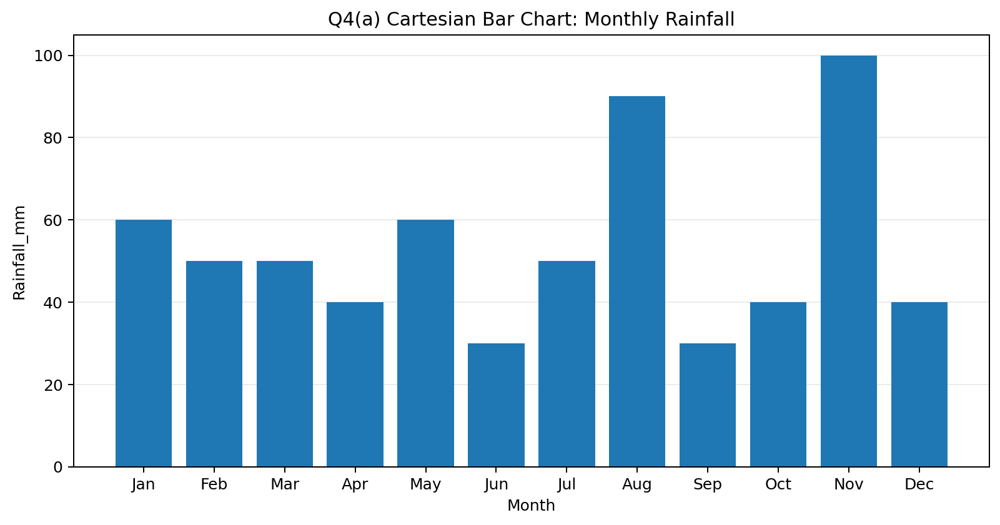 Q4(a) Cartesian Bar Chart: Monthly Rainfall
100
80
60
40
20
0
Rainfall_mm
Jan Feb Mar Apr May Jun Jul Aug Sep Oct Nov Dec
Month